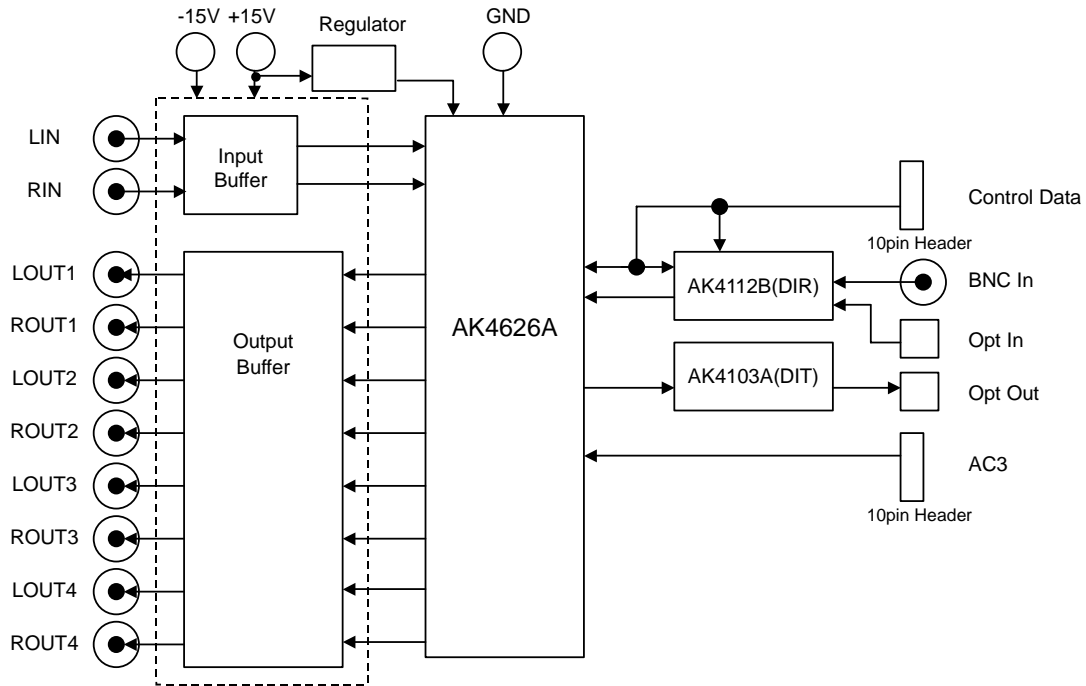 -15V +15V
Regulator
GND
LIN
RIN
Input
Buffer
LOUT1
ROUT1
LOUT2
ROUT2
LOUT3
ROUT3
LOUT4
ROUT4
Output
Buffer
AK4626A
Control Data
10pin Header
AK4112B(DIR)
BNC In
Opt In
AK4103A(DIT)
Opt Out
AC3
10pin Header